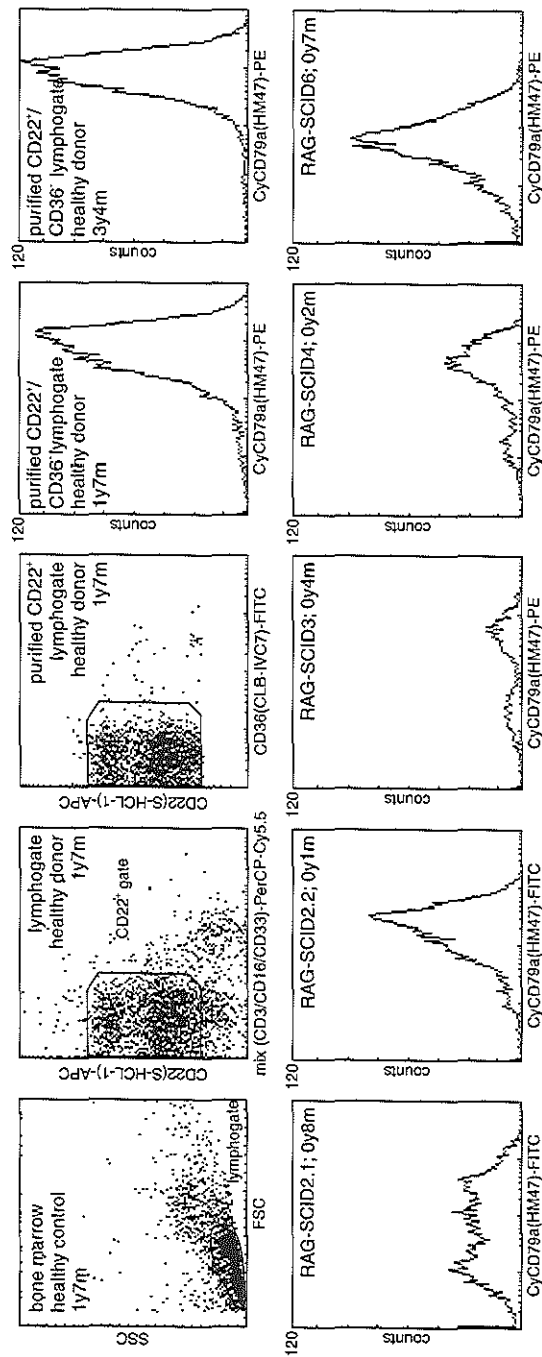 bone marrow
healthy control
1y7m
SSC
FSC
lymphogate
lymphogate
healthy donor
1y7m
CD22⁺ gate
CD22(S-HCL-1)-APC
mix (CD3/CD16/CD33)-PerCP-Cy5.5
purified CD22⁺
lymphogate
healthy donor
1y7m
CD22(S-HCL-1)-APC
CD36(CLB-IVC7)-FITC
120
purified CD22⁺/
CD36⁻ lymphogate
healthy donor
1y7m
counts
CyCD79a(HM47)-PE
120
purified CD22⁺/
CD36⁻ lymphogate
healthy donor
3y4m
counts
CyCD79a(HM47)-PE
120
RAG-SCID2.1; 0y8m
counts
CyCD79a(HM47)-FITC
120
RAG-SCID2.2; 0y1m
counts
CyCD79a(HM47)-FITC
120
RAG-SCID3; 0y4m
counts
CyCD79a(HM47)-PE
120
RAG-SCID4; 0y2m
counts
CyCD79a(HM47)-PE
120
RAG-SCID6; 0y7m
counts
CyCD79a(HM47)-PE